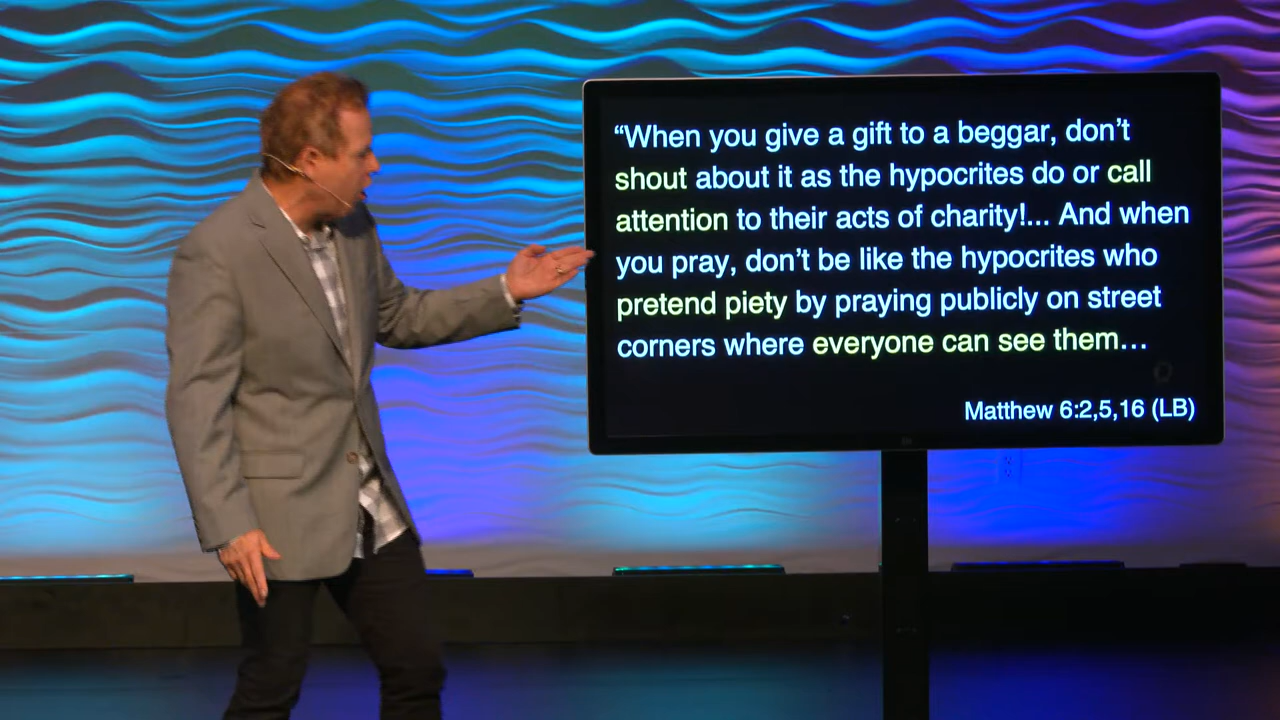 “When you give a gift to a beggar, don’t
shout about it as the hypocrites do or call
attention to their acts of charity!... And when
you pray, don’t be like the hypocrites who
pretend piety by praying publicly on street
corners where everyone can see them...
Matthew 6:2,5,16 (LB)